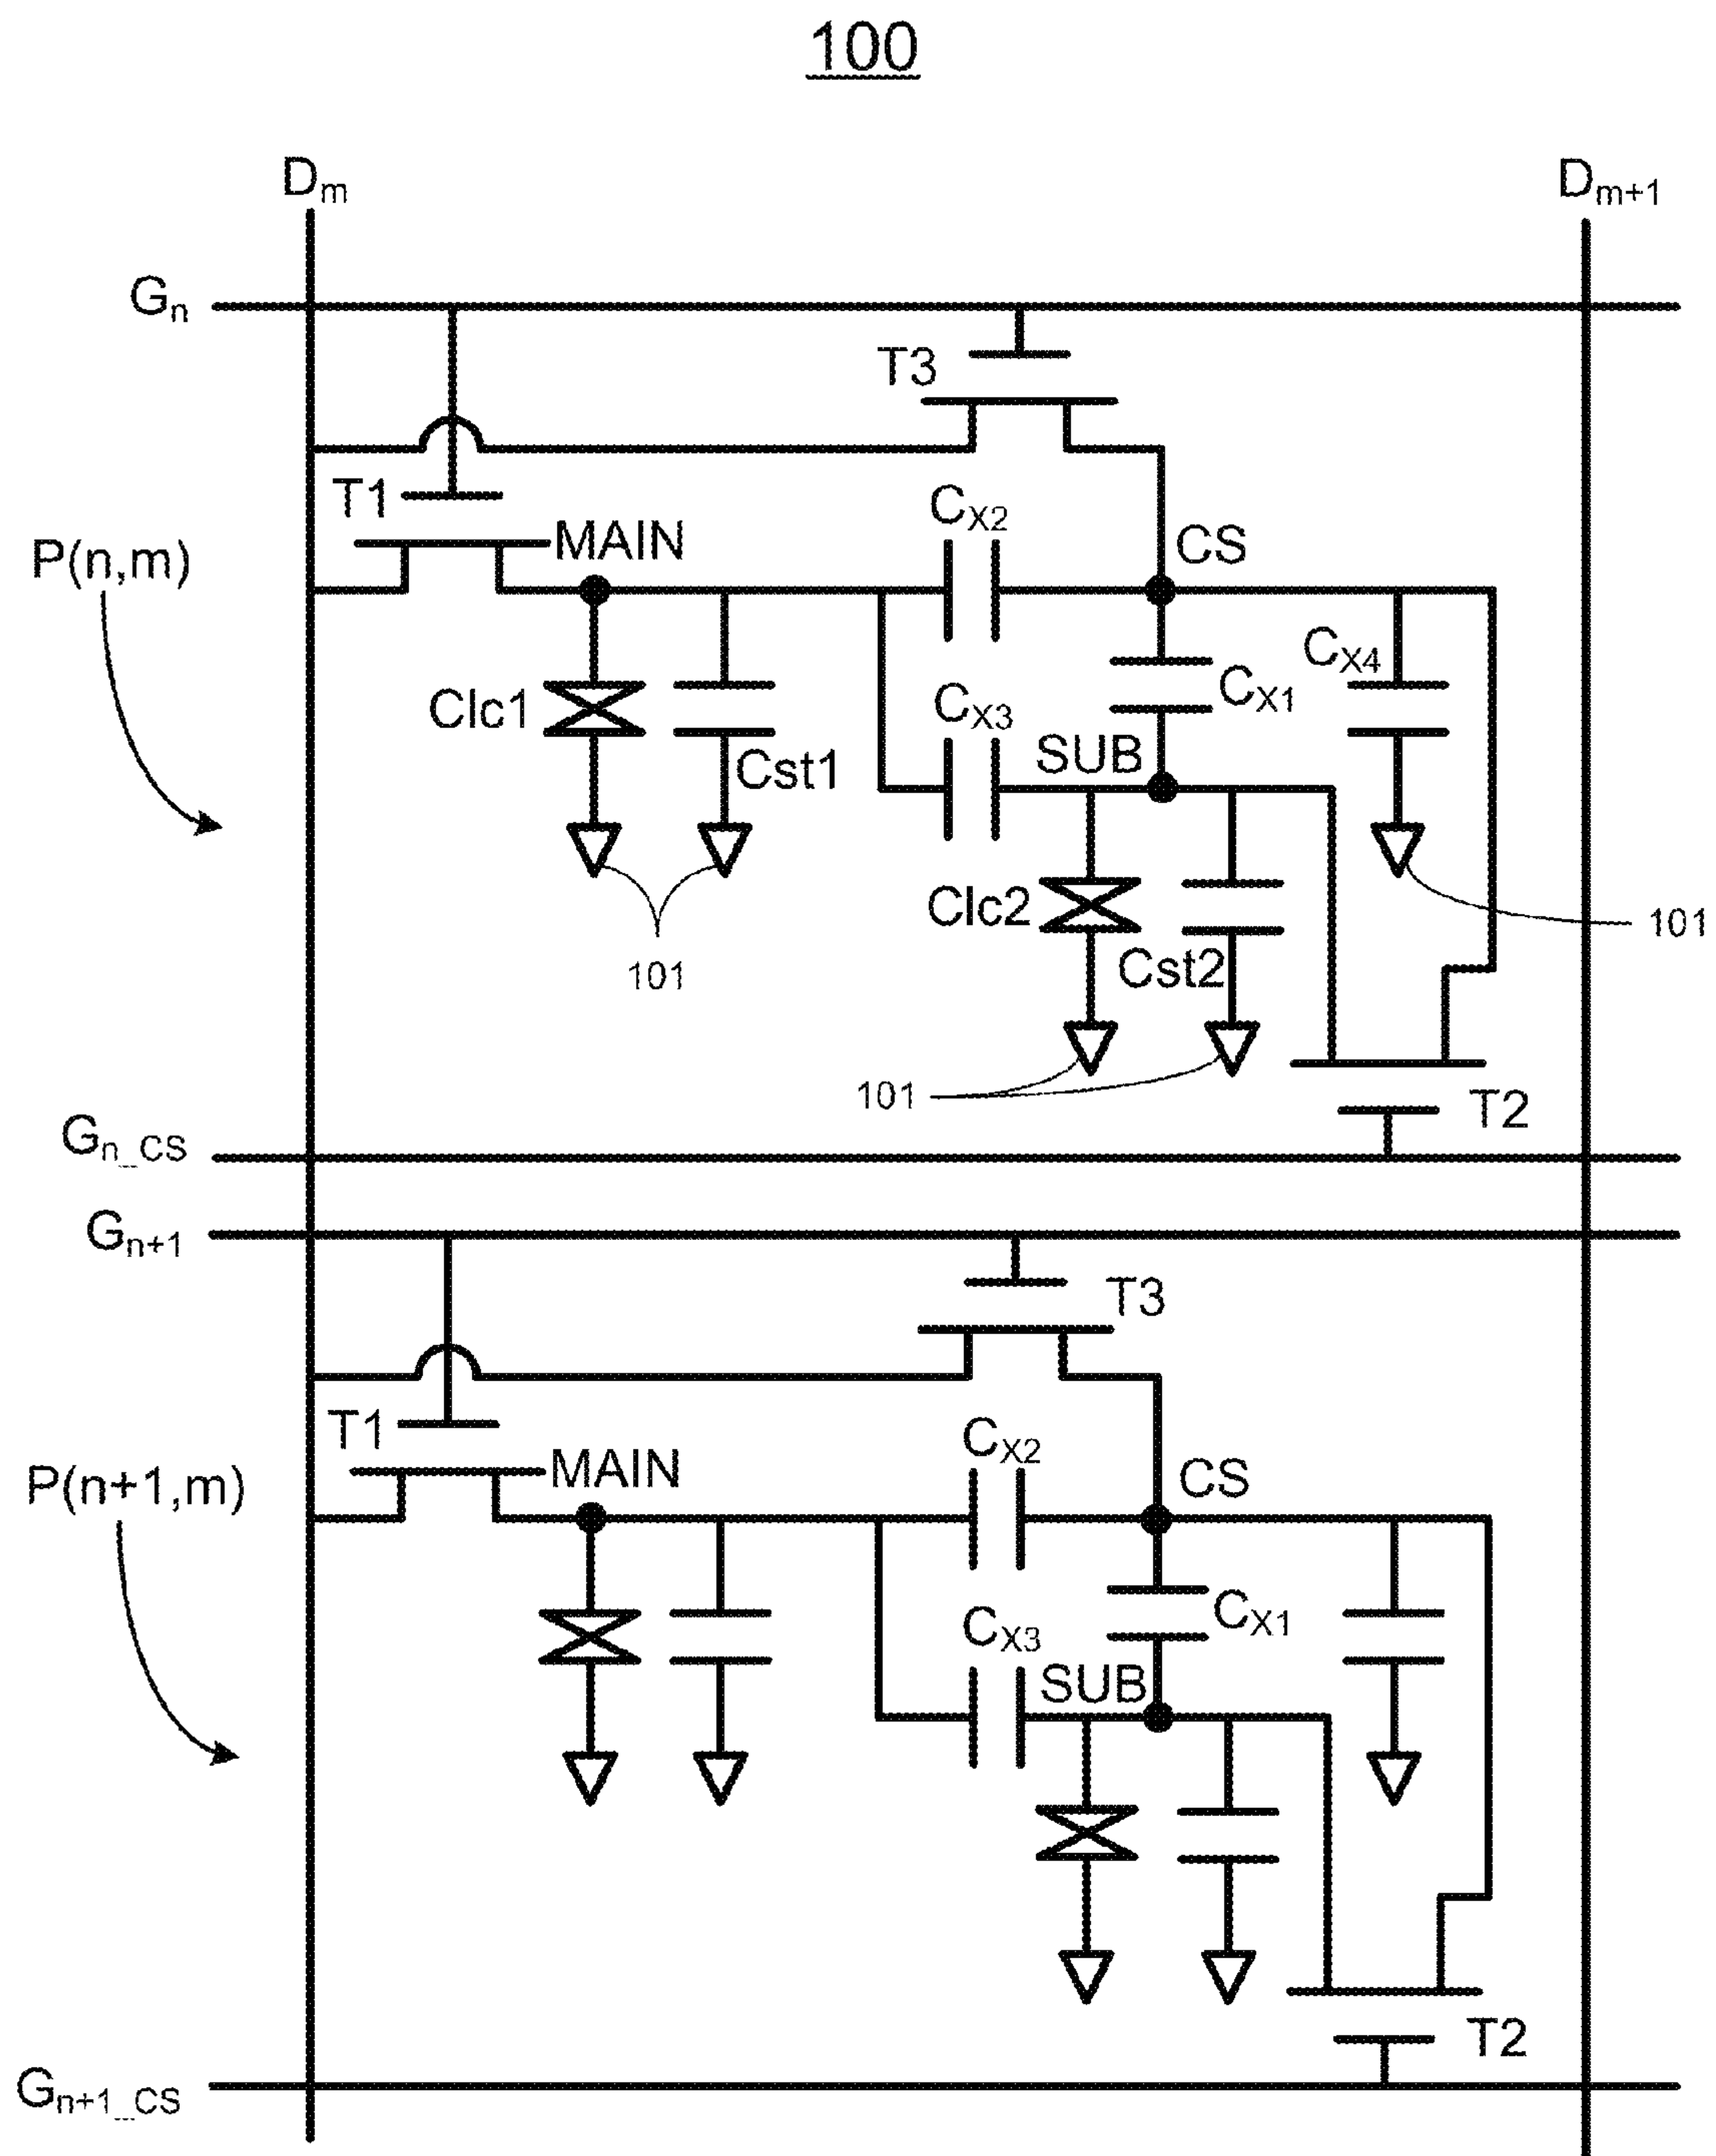 100
Dm
Dm+1
Gn
T3
T1
MAIN
CX2
CS
P(n,m)
CX4
Clc1
CX3
CX1
SUB
Cst1
Clc2
101
101
Cst2
101
T2
Gn_CS
Gn+1
T3
T1
MAIN
CX2
CS
P(n+1,m)
CX3
CX1
SUB
T2
Gn+1_CS